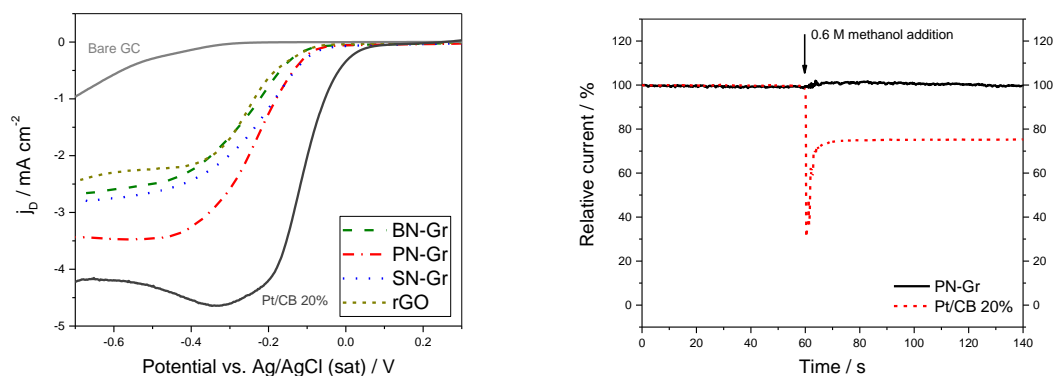 0
-1
-2
-3
-4
-5
j_D / mA cm⁻²
Bare GC
Pt/CB 20%
BN-Gr
PN-Gr
SN-Gr
rGO
-0.6 -0.4 -0.2 0.0 0.2
Potential vs. Ag/AgCl (sat) / V
120
100
80
60
40
20
0
Relative current / %
0.6 M methanol addition
PN-Gr
Pt/CB 20%
120
100
80
60
40
20
0
0 20 40 60 80 100 120 140
Time / s